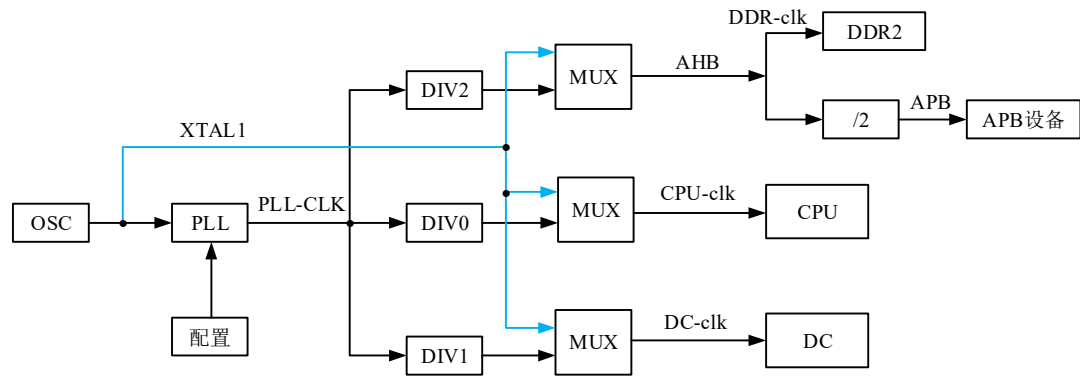 DDR-clk
DDR2
MUX
AHB
DIV2
/2
APB
APB设备
XTAL1
OSC
PLL
PLL-CLK
DIV0
MUX
CPU-clk
CPU
配置
DIV1
MUX
DC-clk
DC